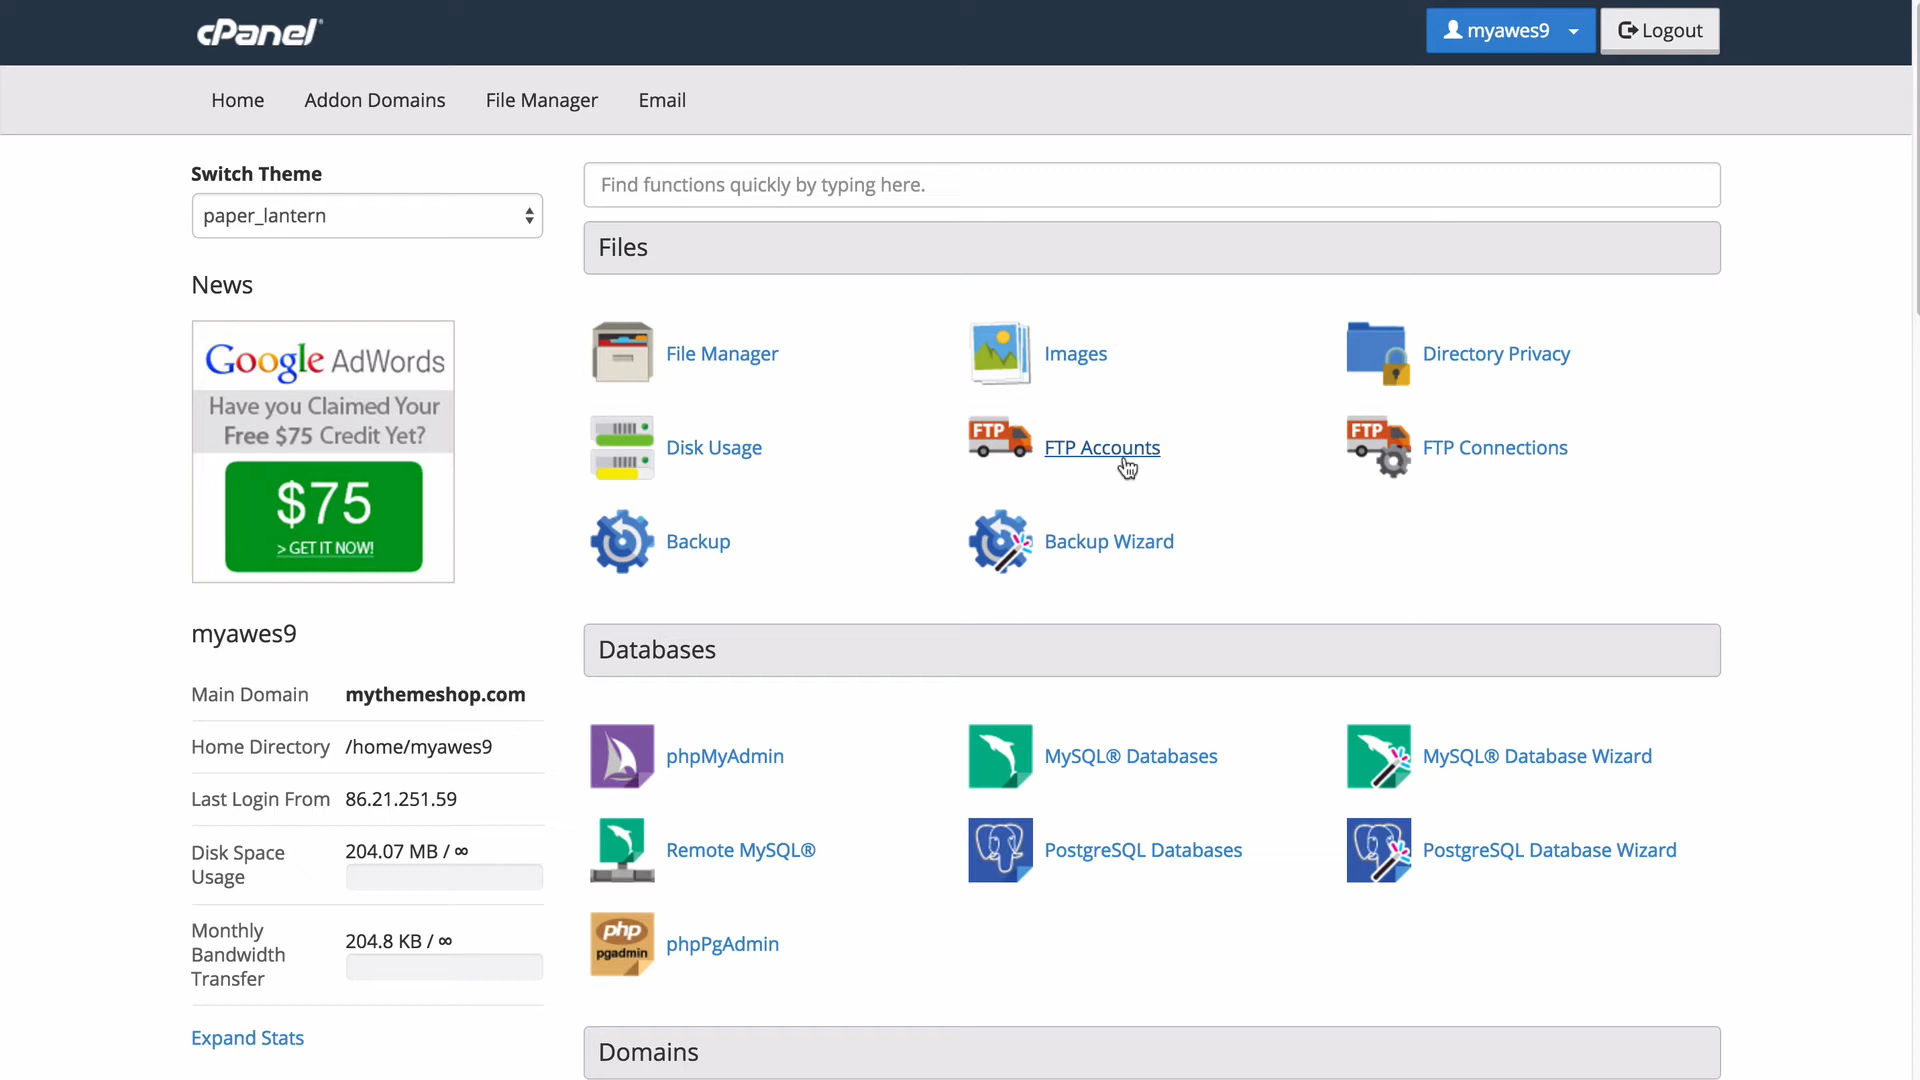 cPanel
myawes9
Logout
Home
Addon Domains
File Manager
Email
Switch Theme
paper_lantern
News
Google AdWords
Have you Claimed Your
Free $75 Credit Yet?
$75
> GET IT NOW!
myawes9
Main Domain mythemeshop.com
Home Directory /home/myawes9
Last Login From 86.21.251.59
Disk Space
Usage
204.07 MB / ∞
Monthly
Bandwidth
Transfer
204.8 KB / ∞
Expand Stats
Find functions quickly by typing here.
Files
File Manager
Images
Directory Privacy
Disk Usage
FTP
FTP Accounts
FTP
FTP Connections
Backup
Backup Wizard
Databases
phpMyAdmin
MySQL® Databases
MySQL® Database Wizard
Remote MySQL®
PostgreSQL Databases
PostgreSQL Database Wizard
php
pgadmin
phpPgAdmin
Domains